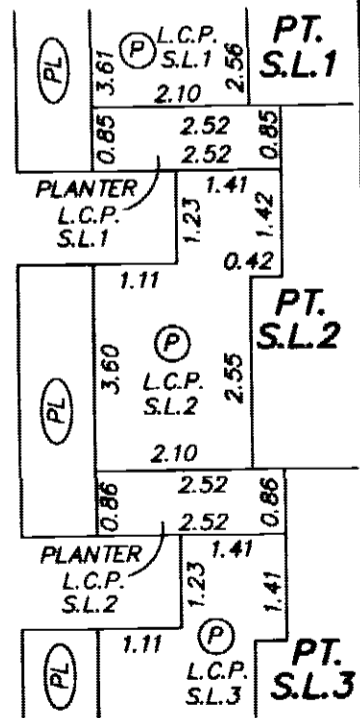 PL
3.61
P
L.C.P.
S.L.1
2.56
PT.
S.L.1
2.10
0.85
2.52
2.52
0.85
PLANTER
L.C.P.
S.L.1
1.41
1.23
1.42
0.42
1.11
PL
3.60
P
L.C.P.
S.L.2
2.55
PT.
S.L.2
2.10
0.86
2.52
2.52
0.86
PLANTER
L.C.P.
S.L.2
1.41
1.23
1.41
1.11
PL
P
L.C.P.
S.L.3
PT.
S.L.3